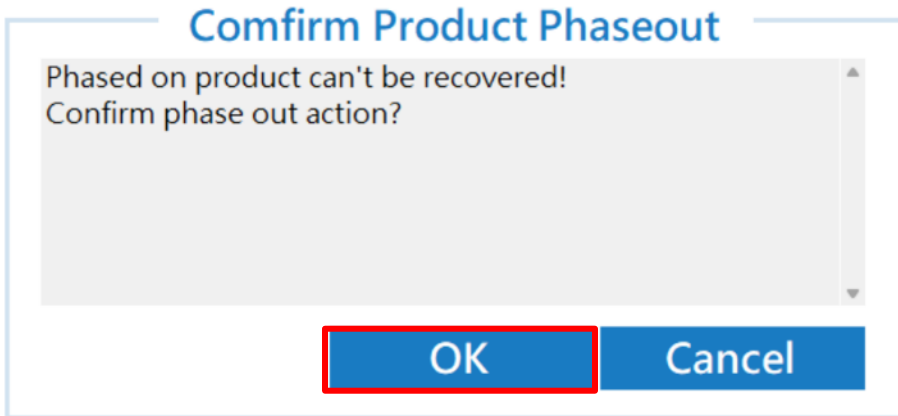 Comfirm Product Phaseout
Phased on product can't be recovered!
Confirm phase out action?
OK
Cancel